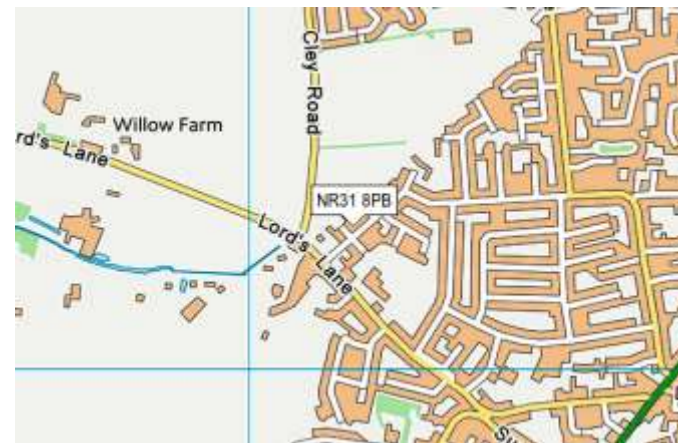 Cley Road
Willow Farm
rd's Lane
NR31 8PB
Lord's Lane
S